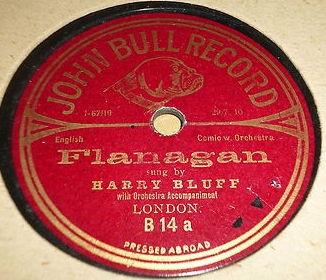 JOHN BULL RECORD
English Comic w. Orchestra
Flanagan
sung by
HARRY BLUFF
with Orchestra Accompaniment
LONDON.
B 14 a
PRESSED ABROAD